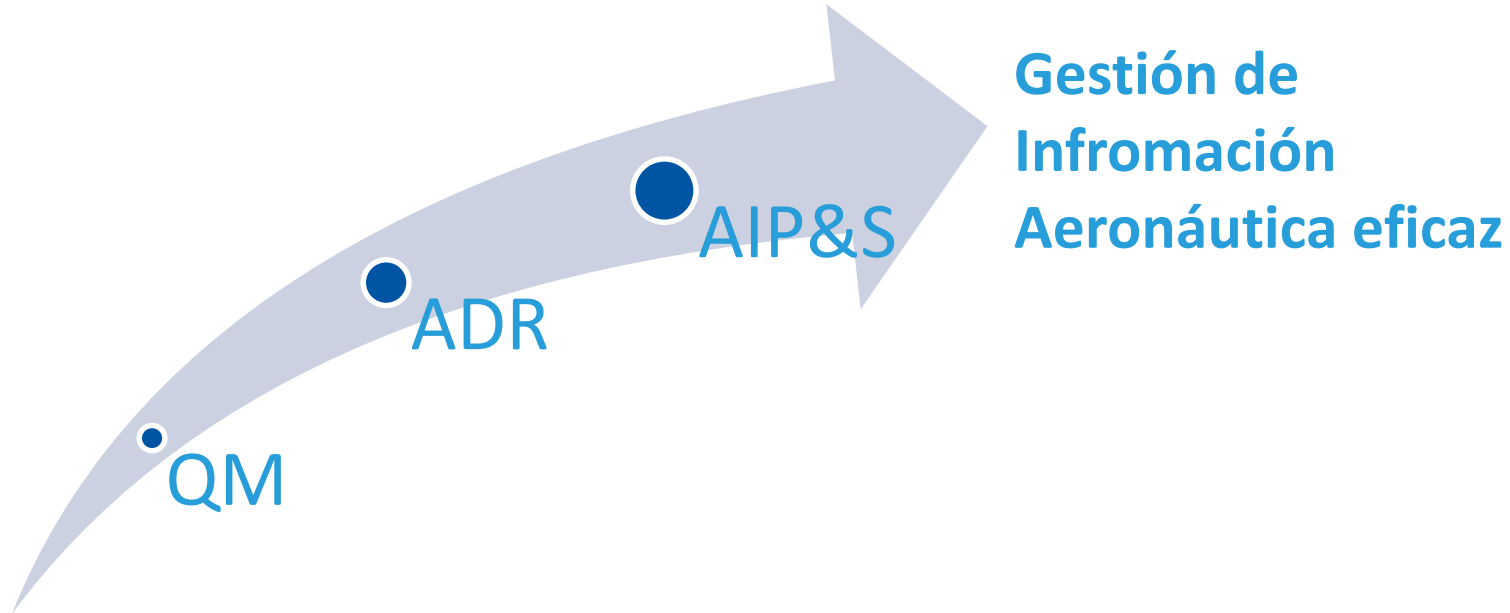 Gestión de
Infromación
Aeronáutica eficaz
AIP&S
ADR
QM